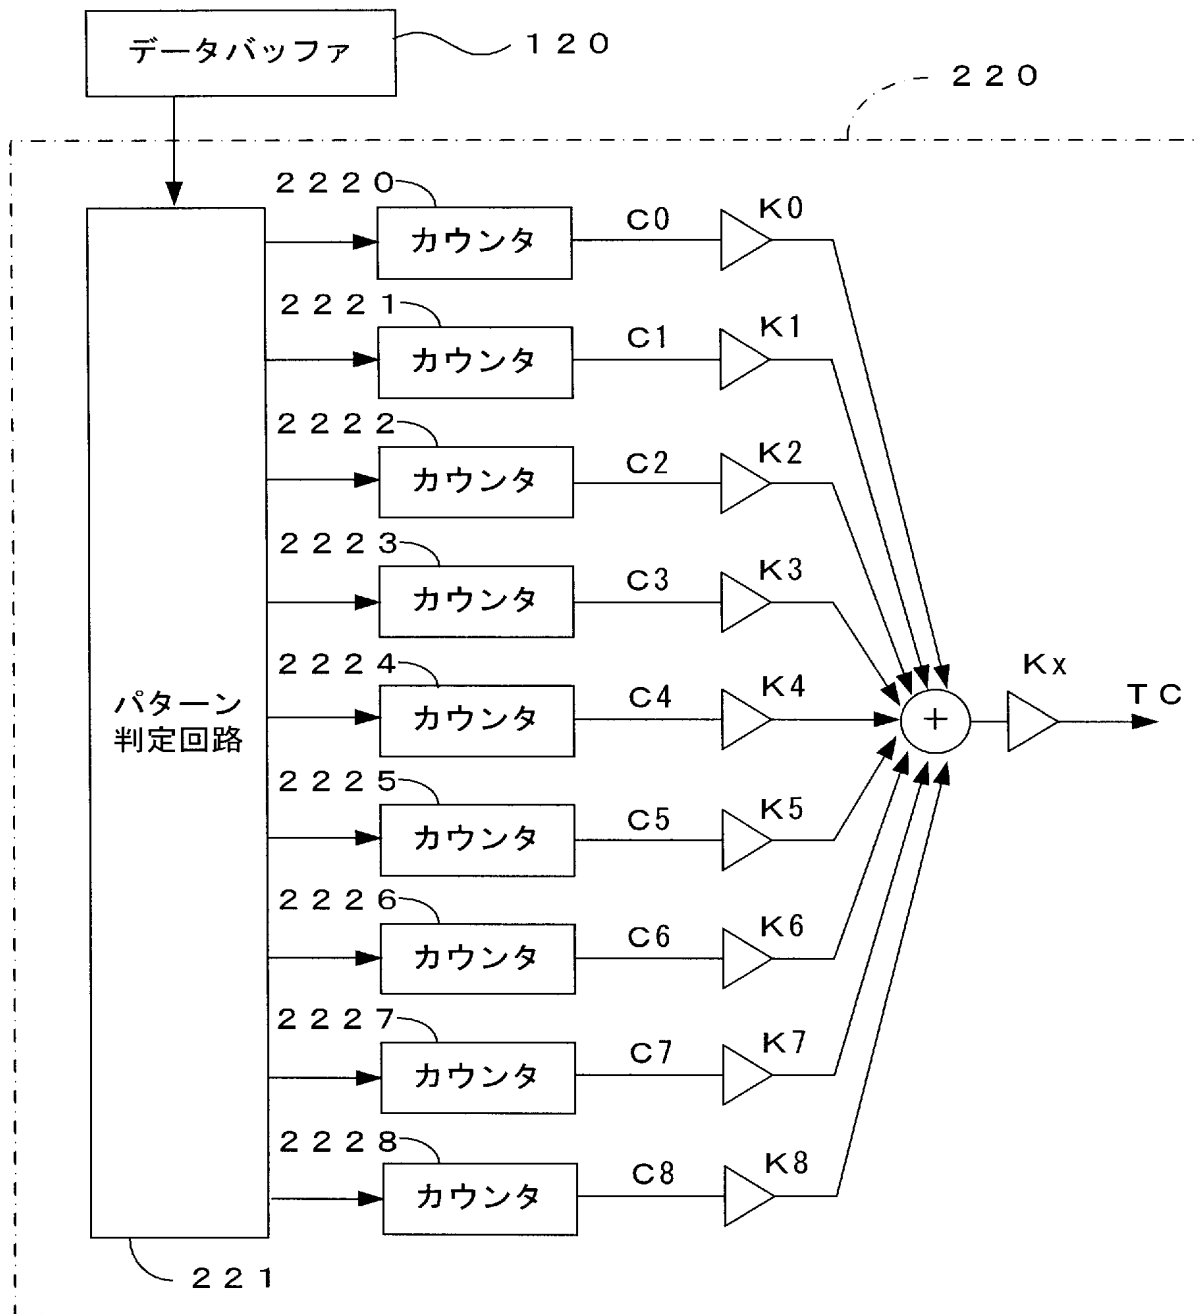 データバッファ
１２０
２２０
２２２０
カウンタ
C0
K0
２２２１
カウンタ
C1
K1
２２２２
カウンタ
C2
K2
２２２３
カウンタ
C3
K3
２２２４
カウンタ
C4
K4
パターン
判定回路
+
Kx
ＴＣ
２２２５
カウンタ
C5
K5
２２２６
カウンタ
C6
K6
２２２７
カウンタ
C7
K7
２２２８
カウンタ
C8
K8
２２１